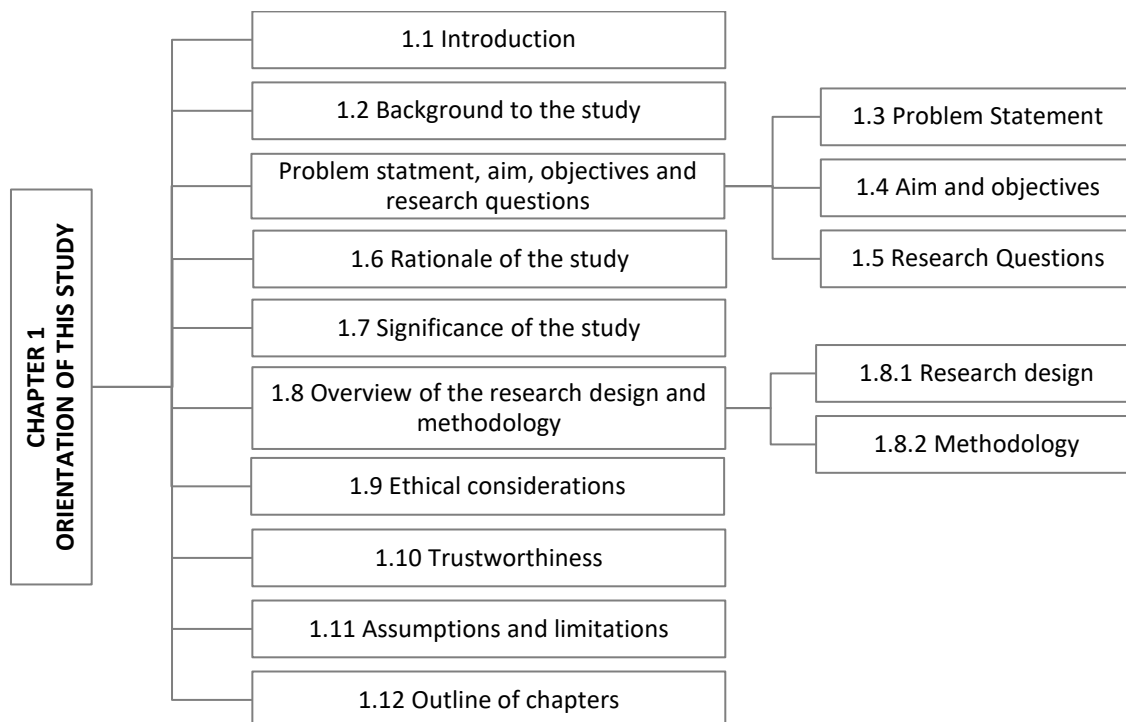 CHAPTER 1
ORIENTATION OF THIS STUDY
1.1 Introduction
1.2 Background to the study
Problem statment, aim, objectives and
research questions
1.3 Problem Statement
1.4 Aim and objectives
1.5 Research Questions
1.6 Rationale of the study
1.7 Significance of the study
1.8 Overview of the research design and
methodology
1.8.1 Research design
1.8.2 Methodology
1.9 Ethical considerations
1.10 Trustworthiness
1.11 Assumptions and limitations
1.12 Outline of chapters